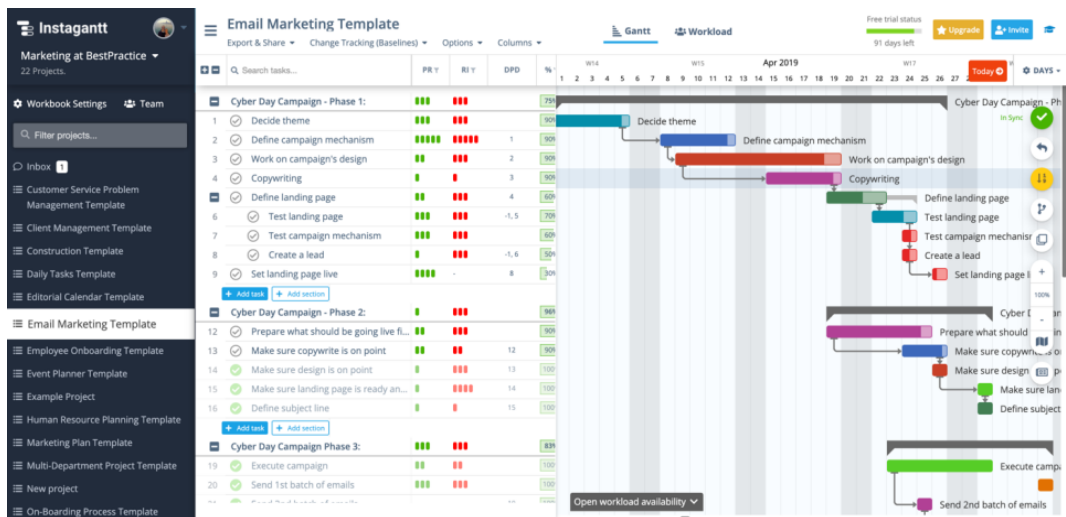 Instagantt
Marketing at BestPractice
22 Projects.
Workbook Settings Team
Filter projects...
Inbox 1
Customer Service Problem
Management Template
Client Management Template
Construction Template
Daily Tasks Template
Editorial Calendar Template
Email Marketing Template
Employee Onboarding Template
Event Planner Template
Example Project
Human Resource Planning Template
Marketing Plan Template
Multi-Department Project Template
New project
On-Boarding Process Template
Email Marketing Template
Export & Share Change Tracking (Baselines) Options Columns
Gantt Workload
Free trial status
91 days left
Upgrade
Invite
Search tasks... PR RI DPD %
W14 W15 Apr 2019 W17
1 2 3 4 5 6 7 8 9 10 11 12 13 14 15 16 17 18 19 20 21 22 23 24 25 26 27
Today
DAYS
Cyber Day Campaign - Phase 1: 75%
1 Decide theme 90%
2 Define campaign mechanism 1 90%
3 Work on campaign's design 2 90%
4 Copywriting 3 90%
Define landing page 4 60%
6 Test landing page -1, 5 70%
7 Test campaign mechanism 60%
8 Create a lead -1, 6 50%
9 Set landing page live - 8 30%
+ Add task + Add section
Cyber Day Campaign - Phase 2: 96%
12 Prepare what should be going live fi... 90%
13 Make sure copywrite is on point 12 90%
14 Make sure design is on point 13 100
15 Make sure landing page is ready an... 14 100
16 Define subject line 15 100
+ Add task + Add section
Cyber Day Campaign Phase 3: 83%
19 Execute campaign 100
20 Send 1st batch of emails 100
Cyber Day Campaign - Ph
In Sync
Decide theme
Define campaign mechanism
Work on campaign's design
Copywriting
Define landing page
Test landing page
Test campaign mechanisr
Create a lead
Set landing page l
100%
Cyber
Prepare what should
Make sure copywr
Make sure design
Make sure lan
Define subject
Execute camp
Send 2nd batch of emails
Open workload availability